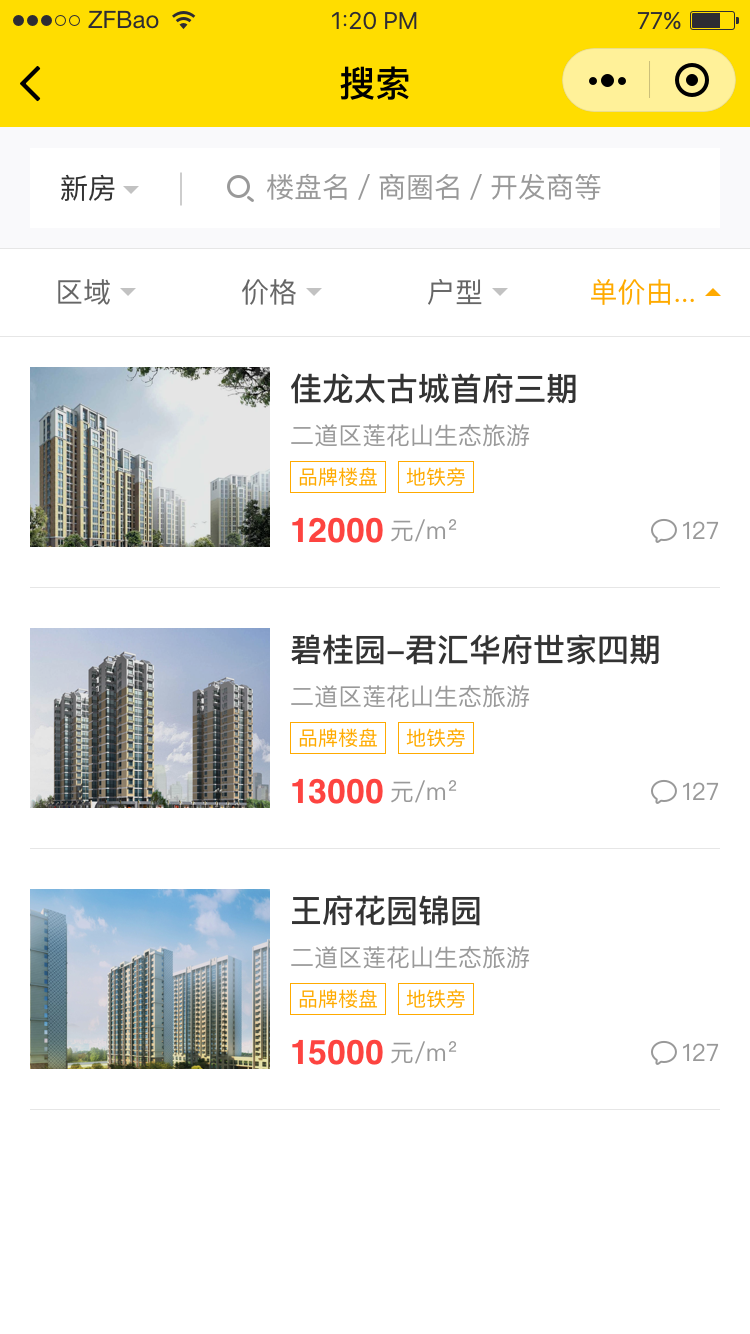 ZFBao 1:20 PM 77%
搜索
新房 楼盘名 / 商圈名 / 开发商等
区域 价格 户型 单价由...
佳龙太古城首府三期
二道区莲花山生态旅游
品牌楼盘 地铁旁
12000 元/m² 127
碧桂园–君汇华府世家四期
二道区莲花山生态旅游
品牌楼盘 地铁旁
13000 元/m² 127
王府花园锦园
二道区莲花山生态旅游
品牌楼盘 地铁旁
15000 元/m² 127